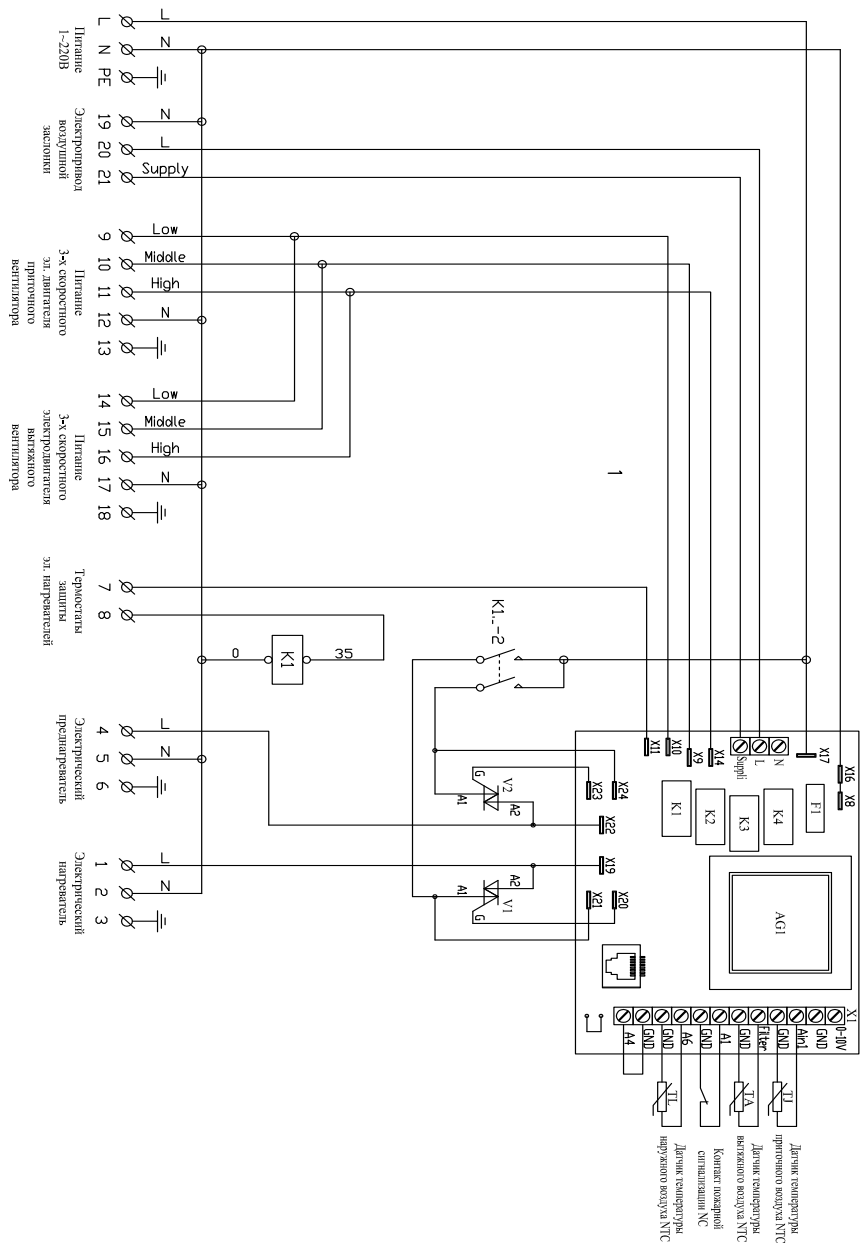 L
N
PE
L
N
Питание
1~220В
19
20
21
N
L
Supply
Электропривод
воздушной
заслонки
9
10
11
12
13
Low
Middle
High
N
Питание
3-х скоростного
эл. двигателя
приточного
вентилятора
14
15
16
17
18
Low
Middle
High
N
Питание
3-х скоростного
электродвигателя
вытяжного
вентилятора
7
8
Термостаты
защиты
эл. нагревателей
0
K1
35
4
5
6
L
N
Электрический
преднагреватель
1
2
3
L
N
Электрический
нагреватель
1
K1.-2
G
V2
A1
A2
A2
A1
V1
G
X11
X10
X9
X14
Suppli
L
N
X17
X16
X8
X23
X24
X22
X19
X21
X20
K1
K2
K3
K4
F1
AG1
X1
A4
GND
GND
A6
GND
A1
GND
Filter
GND
Ain1
GND
0-10V
TL
TA
TJ
Датчик температуры
приточного воздуха NTC
Датчик температуры
вытяжного воздуха NTC
Контакт пожарной
сигнализации NC
Датчик температуры
наружного воздуха NTC